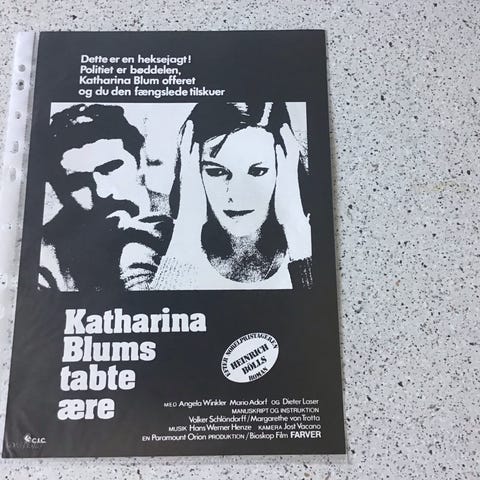 Dette er en heksejagt!
Politiet er bøddelen,
Katharina Blum offeret
og du den fængslede tilskuer
Katharina
Blums
tabte
ære
EFTER NOBELPRISTAGEREN
HEINRICH
BÖLLS
ROMAN
MED Angela Winkler Mario Adorf OG Dieter Laser
MANUSKRIPT OG INSTRUKTION
Volker Schlöndorff/Margarethe von Trotta
MUSIK Hans Werner Henze KAMERA Jost Vacano
EN Paramount Orion PRODUKTION/Bioskop Film FARVER
C.I.C.